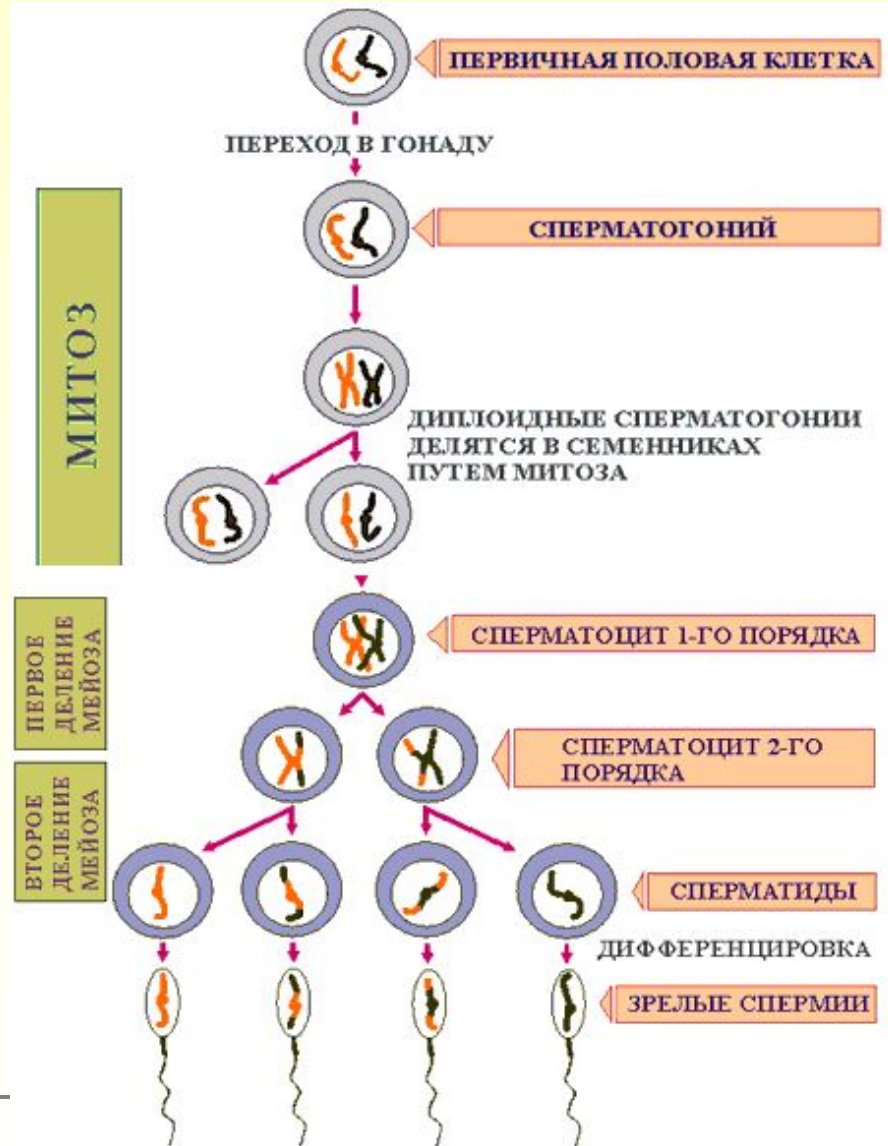 ПЕРВИЧНАЯ ПОЛОВАЯ КЛЕТКА
ПЕРЕХОД В ГОНАДУ
СПЕРМАТОГОНИЙ
МИТОЗ
ДИПЛОИДНЫЕ СПЕРМАТОГОНИИ
ДЕЛЯТСЯ В СЕМЕННИКАХ
ПУТЕМ МИТОЗА
ПЕРВОЕ
ДЕЛЕНИЕ
МЕЙОЗА
СПЕРМАТОЦИТ 1-ГО ПОРЯДКА
СПЕРМАТОЦИТ 2-ГО
ПОРЯДКА
ВТОРОЕ
ДЕЛЕНИЕ
МЕЙОЗА
СПЕРМАТИДЫ
ДИФФЕРЕНЦИРОВКА
ЗРЕЛЫЕ СПЕРМИИ